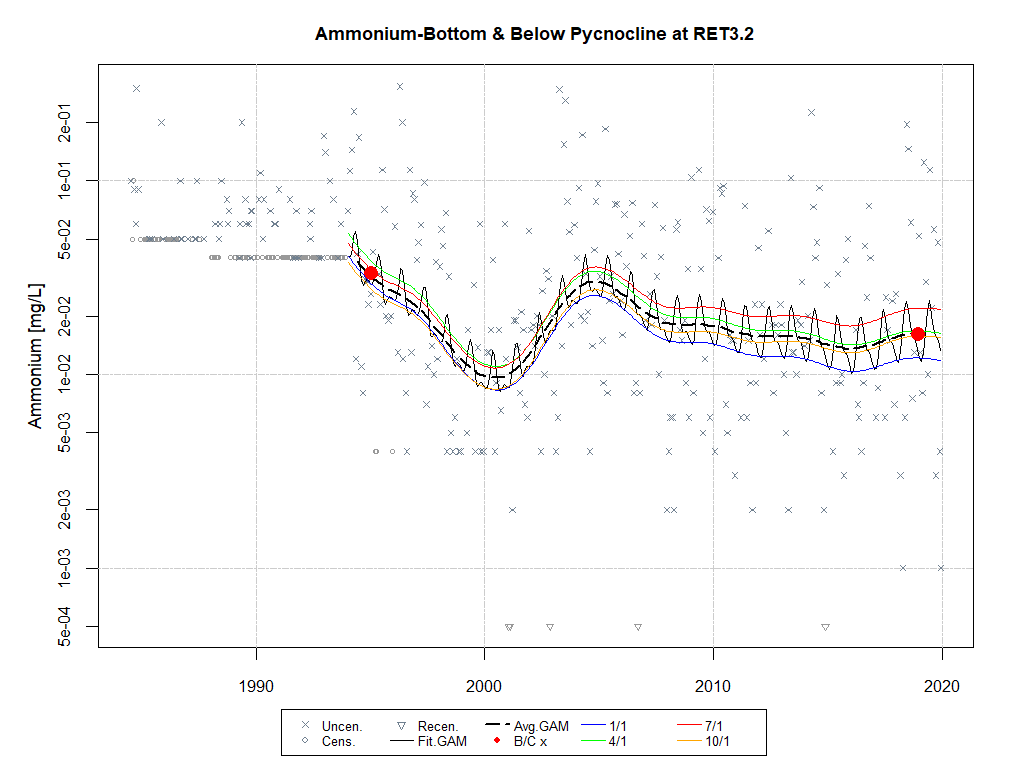 Ammonium-Bottom & Below Pycnocline at RET3.2
Ammonium [mg/L]
2e-01
1e-01
5e-02
2e-02
1e-02
5e-03
2e-03
1e-03
5e-04
1990 2000 2010 2020
Uncen. Recen. Avg.GAM 1/1 7/1
Cens. Fit.GAM B/C x 4/1 10/1